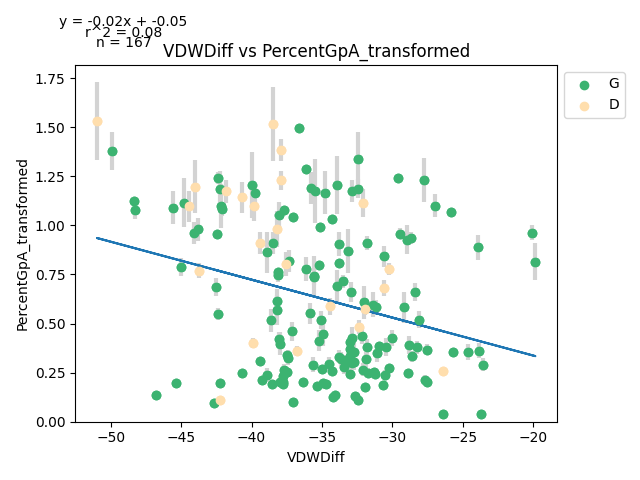 y = -0.02x + -0.05
r^2 = 0.08
n = 167
VDWDiff vs PercentGpA_transformed
G
D
PercentGpA_transformed
1.75
1.50
1.25
1.00
0.75
0.50
0.25
0.00
−50 −45 −40 −35 −30 −25 −20
VDWDiff